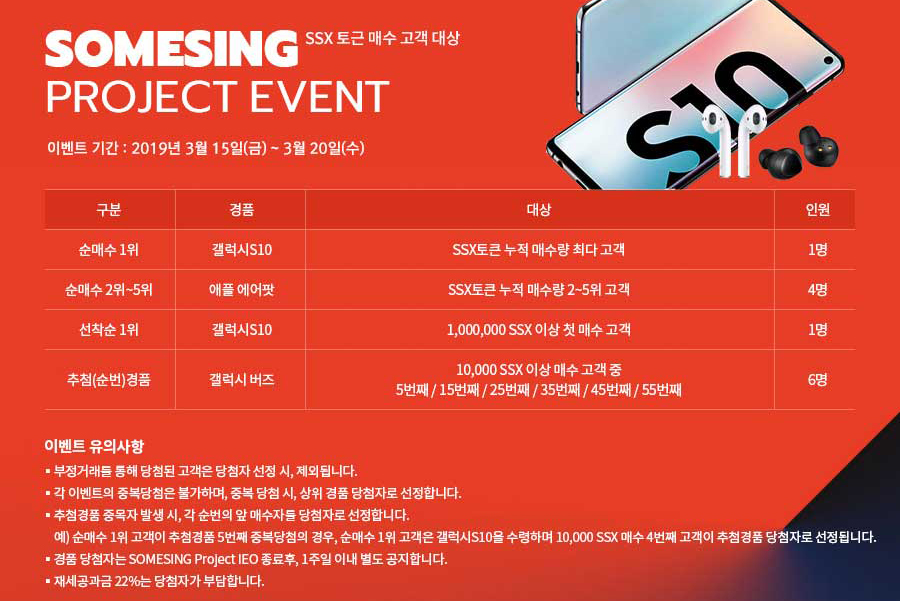 SOMESING SSX 토근 매수 고객 대상
PROJECT EVENT
이벤트 기간 : 2019년 3월 15일(금) ~ 3월 20일(수)
S10
구분 경품 대상 인원
순매수 1위 갤럭시S10 SSX토큰 누적 매수량 최다 고객 1명
순매수 2위~5위 애플 에어팟 SSX토큰 누적 매수량 2~5위 고객 4명
선착순 1위 갤럭시S10 1,000,000 SSX 이상 첫 매수 고객 1명
추첨(순번)경품 갤럭시 버즈 10,000 SSX 이상 매수 고객 중 6명
5번째 / 15번째 / 25번째 / 35번째 / 45번째 / 55번째
이벤트 유의사항
▪ 부정거래를 통해 당첨된 고객은 당첨자 선정 시, 제외됩니다.
▪ 각 이벤트의 중복당첨은 불가하며, 중복 당첨 시, 상위 경품 당첨자로 선정합니다.
▪ 추첨경품 중목자 발생 시, 각 순번의 앞 매수자를 당첨자로 선정합니다.
예) 순매수 1위 고객이 추첨경품 5번째 중복당첨의 경우, 순매수 1위 고객은 갤럭시S10을 수령하며 10,000 SSX 매수 4번째 고객이 추첨경품 당첨자로 선정됩니다.
▪ 경품 당첨자는 SOMESING Project IEO 종료후, 1주일 이내 별도 공지합니다.
▪ 재세공과금 22%는 당첨자가 부담합니다.